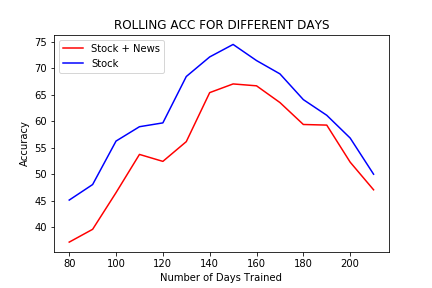 ROLLING ACC FOR DIFFERENT DAYS
Stock + News
Stock
75
70
65
60
55
50
45
40
Accuracy
80 100 120 140 160 180 200
Number of Days Trained